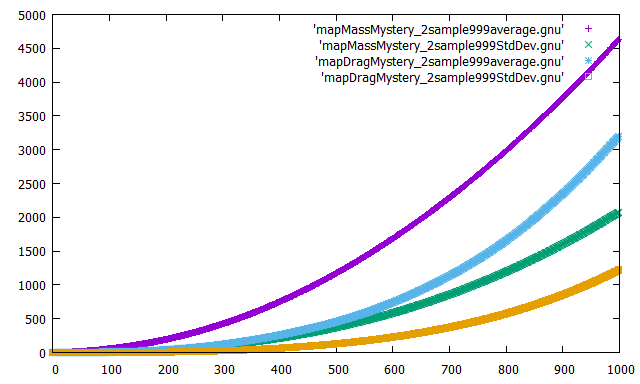 5000
4500
4000
3500
3000
2500
2000
1500
1000
500
0
'mapMassMystery_2sample999average.gnu'
'mapMassMystery_2sample999StdDev.gnu'
'mapDragMystery_2sample999average.gnu'
'mapDragMystery_2sample999StdDev.gnu'
0 100 200 300 400 500 600 700 800 900 1000